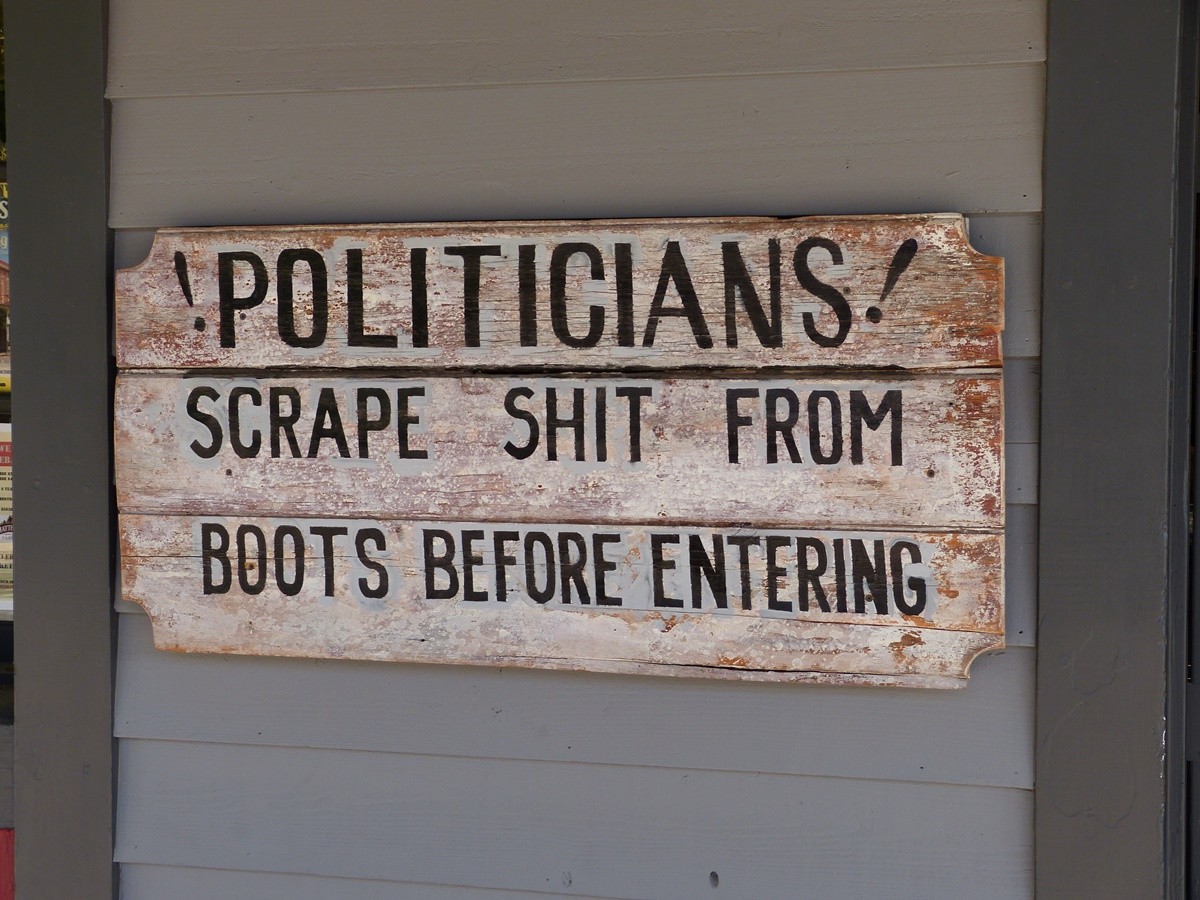 !POLITICIANS!
SCRAPE SHIT FROM
BOOTS BEFORE ENTERING